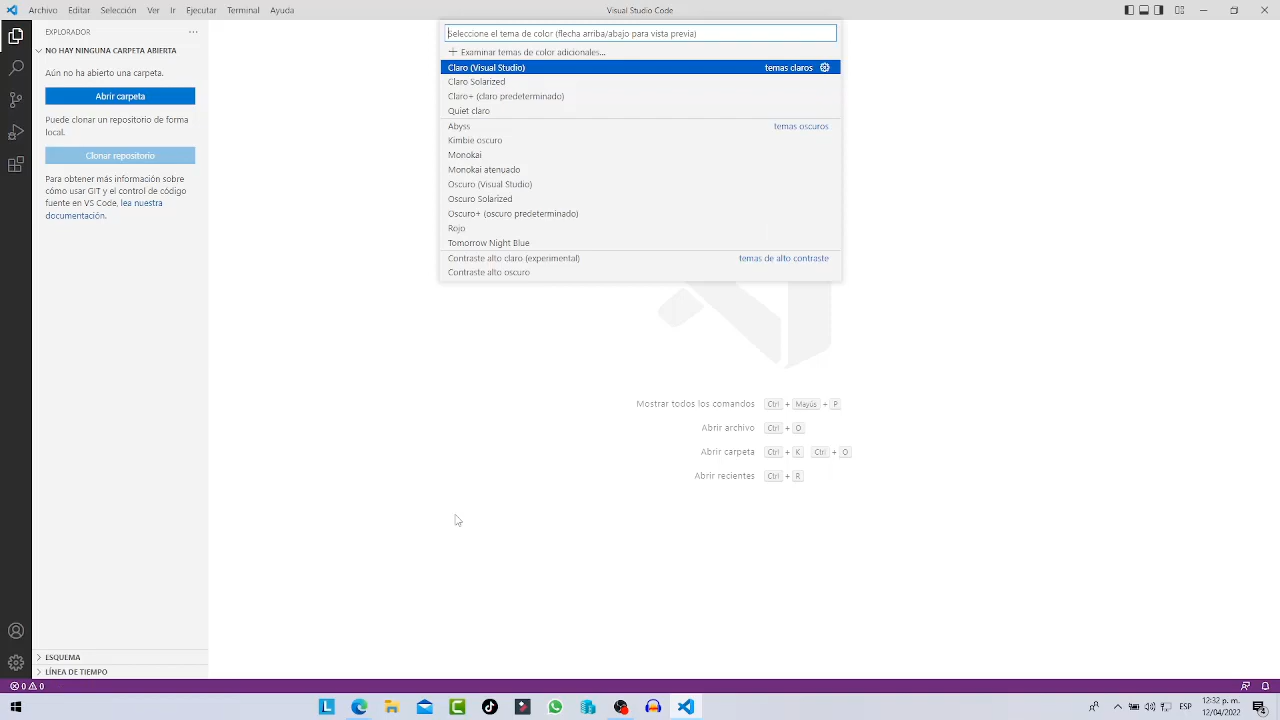 Archivo Editar Selección Ver Ir Ejecutar Terminal Ayuda
Visual Studio Code
EXPLORADOR
NO HAY NINGUNA CARPETA ABIERTA
Aún no ha abierto una carpeta.
Abrir carpeta
Puede clonar un repositorio de forma
local.
Clonar repositorio
Para obtener más información sobre
cómo usar GIT y el control de código
fuente en VS Code, lea nuestra
documentación.
Seleccione el tema de color (flecha arriba/abajo para vista previa)
Examinar temas de color adicionales...
Claro (Visual Studio) temas claros
Claro Solarized
Claro+ (claro predeterminado)
Quiet claro
Abyss temas oscuros
Kimbie oscuro
Monokai
Monokai atenuado
Oscuro (Visual Studio)
Oscuro Solarized
Oscuro+ (oscuro predeterminado)
Rojo
Tomorrow Night Blue
Contraste alto claro (experimental) temas de alto contraste
Contraste alto oscuro
Mostrar todos los comandos Ctrl + Mayús + P
Abrir archivo Ctrl + O
Abrir carpeta Ctrl + K Ctrl + O
Abrir recientes Ctrl + R
ESQUEMA
LÍNEA DE TIEMPO
0 0
ESP
12:32 p. m.
12/04/2022